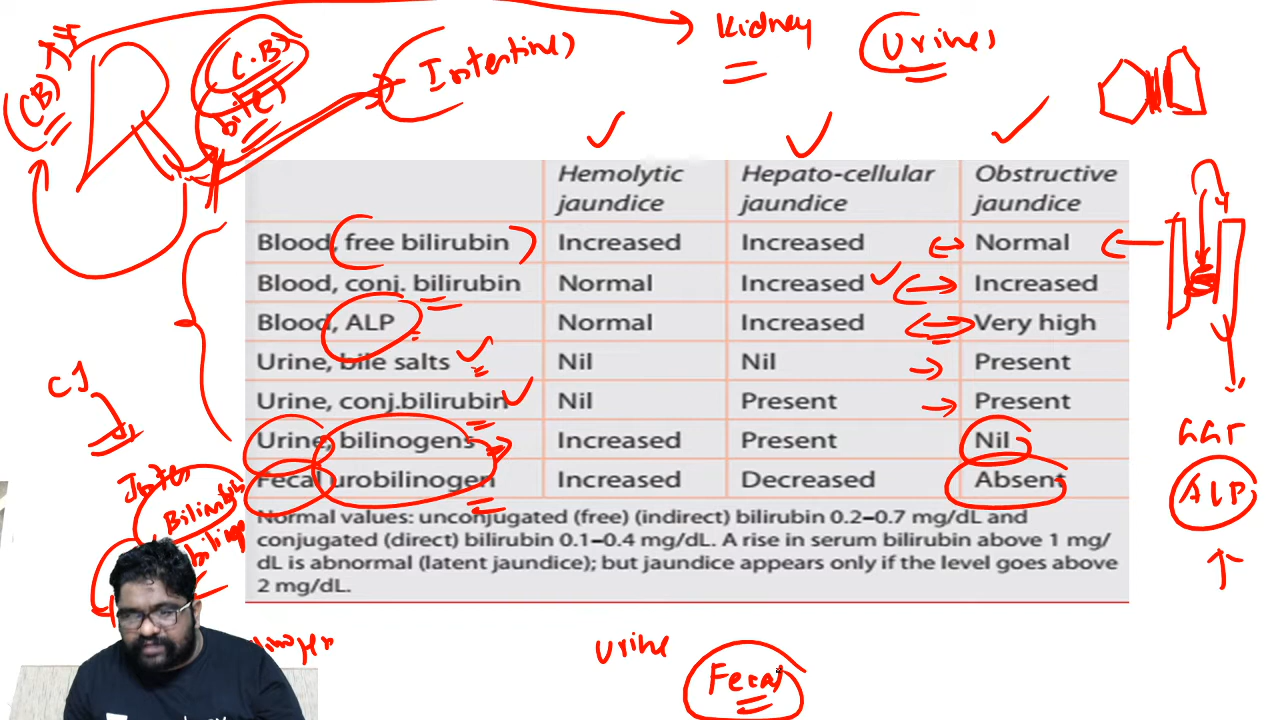 kidney
Urine
C.B)
Intestine
(CB)
bile
Hemolytic jaundice
Hepato-cellular jaundice
Obstructive jaundice
Blood, free bilirubin Increased Increased Normal
Blood, conj. bilirubin Normal Increased Increased
Blood, ALP Normal Increased Very high
Urine, bile salts Nil Nil Present
Urine, conj.bilirubin Nil Present Present
Urine, bilinogens Increased Present Nil
Fecal urobilinogen Increased Decreased Absent
Normal values: unconjugated (free) (indirect) bilirubin 0.2–0.7 mg/dL and
conjugated (direct) bilirubin 0.1–0.4 mg/dL. A rise in serum bilirubin above 1 mg/
dL is abnormal (latent jaundice); but jaundice appears only if the level goes above
2 mg/dL.
GGT
ALP
Urine
Fecal